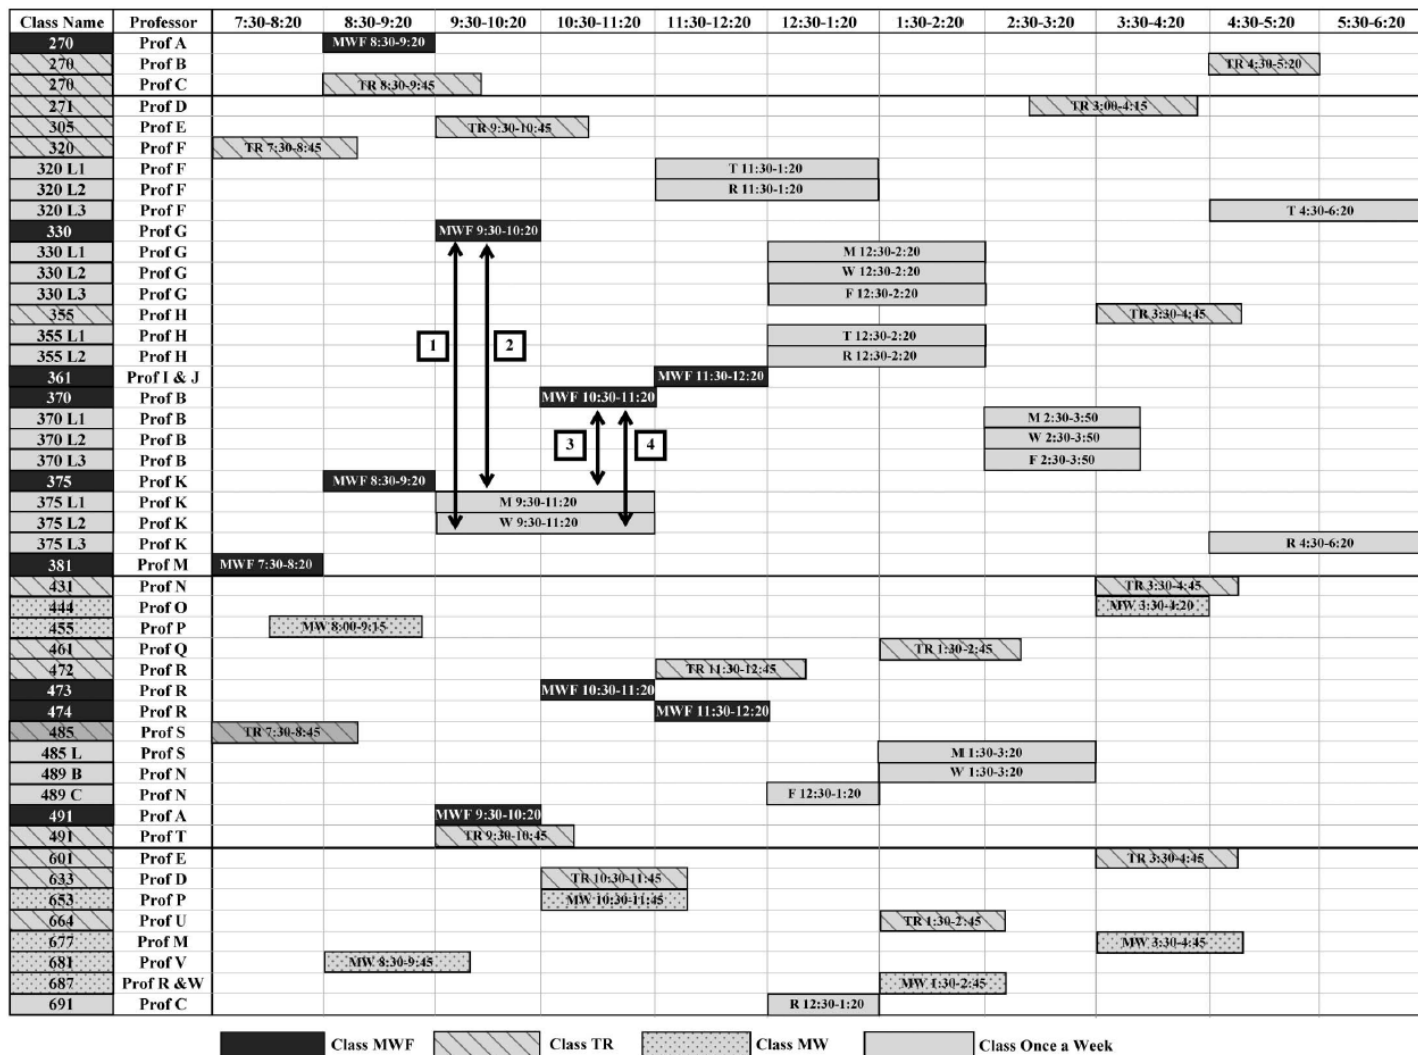 Class Name Professor 7:30-8:20 8:30-9:20 9:30-10:20 10:30-11:20 11:30-12:20 12:30-1:20 1:30-2:20 2:30-3:20 3:30-4:20 4:30-5:20 5:30-6:20
270 Prof A MWF 8:30-9:20
270 Prof B TR 4:30-5:20
270 Prof C TR 8:30-9:45
271 Prof D TR 3:00-4:15
305 Prof E TR 9:30-10:45
320 Prof F TR 7:30-8:45
320 L1 Prof F T 11:30-1:20
320 L2 Prof F R 11:30-1:20
320 L3 Prof F T 4:30-6:20
330 Prof G MWF 9:30-10:20
330 L1 Prof G M 12:30-2:20
330 L2 Prof G W 12:30-2:20
330 L3 Prof G F 12:30-2:20
355 Prof H TR 3:30-4:45
355 L1 Prof H T 12:30-2:20
1 2
355 L2 Prof H R 12:30-2:20
361 Prof I & J MWF 11:30-12:20
370 Prof B MWF 10:30-11:20
370 L1 Prof B M 2:30-3:50
370 L2 Prof B W 2:30-3:50
3 4
370 L3 Prof B F 2:30-3:50
375 Prof K MWF 8:30-9:20
375 L1 Prof K M 9:30-11:20
375 L2 Prof K W 9:30-11:20
375 L3 Prof K R 4:30-6:20
381 Prof M MWF 7:30-8:20
431 Prof N TR 3:30-4:45
444 Prof O MW 3:30-4:20
455 Prof P MW 8:00-9:15
461 Prof Q TR 1:30-2:45
472 Prof R TR 11:30-12:45
473 Prof R MWF 10:30-11:20
474 Prof R MWF 11:30-12:20
485 Prof S TR 7:30-8:45
485 L Prof S M 1:30-3:20
489 B Prof N W 1:30-3:20
489 C Prof N F 12:30-1:20
491 Prof A MWF 9:30-10:20
491 Prof T TR 9:30-10:45
601 Prof E TR 3:30-4:45
633 Prof D TR 10:30-11:45
653 Prof P MW 10:30-11:45
664 Prof U TR 1:30-2:45
677 Prof M MW 3:30-4:45
681 Prof V MW 8:30-9:45
687 Prof R &W MW 1:30-2:45
691 Prof C R 12:30-1:20
Class MWF Class TR Class MW Class Once a Week